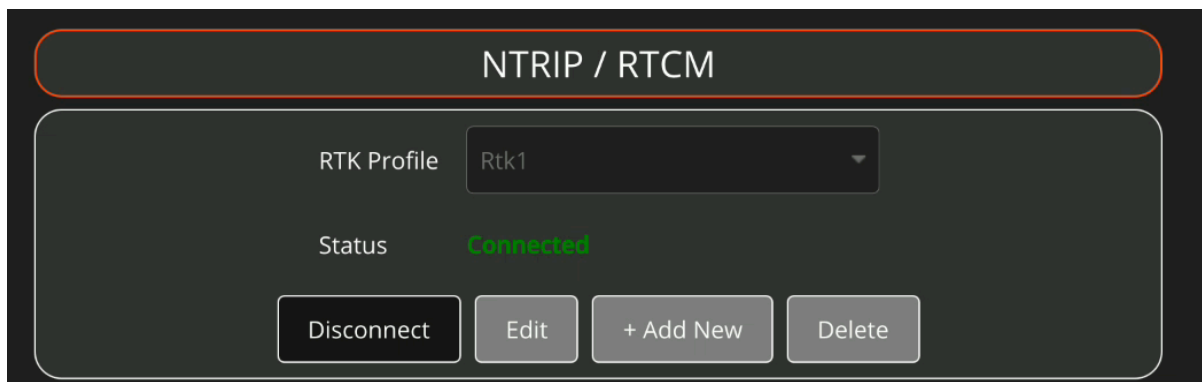 NTRIP / RTCM
RTK Profile Rtk1
Status Connected
Disconnect Edit + Add New Delete